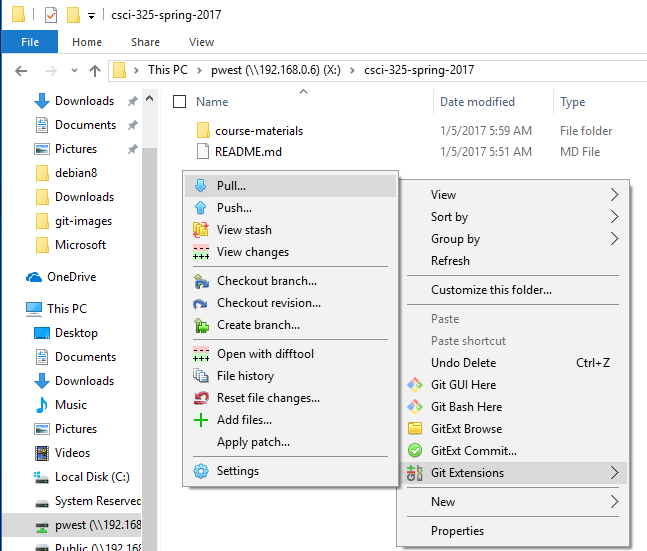 csci-325-spring-2017
File Home Share View
This PC pwest (\\192.168.0.6) (X:) csci-325-spring-2017
Name Date modified Type
course-materials 1/5/2017 5:59 AM File folder
README.md 1/5/2017 5:51 AM MD File
Downloads
Documents
Pictures
debian8
Downloads
git-images
Microsoft
OneDrive
This PC
Desktop
Documents
Downloads
Music
Pictures
Videos
Local Disk (C:)
System Reserved
pwest (\\192.168
Public (\\192.168
Pull...
Push...
View stash
View changes
Checkout branch...
Checkout revision...
Create branch...
Open with difftool
File history
Reset file changes...
Add files...
Apply patch...
Settings
View
Sort by
Group by
Refresh
Customize this folder...
Paste
Paste shortcut
Undo Delete Ctrl+Z
Git GUI Here
Git Bash Here
GitExt Browse
GitExt Commit...
Git Extensions
New
Properties